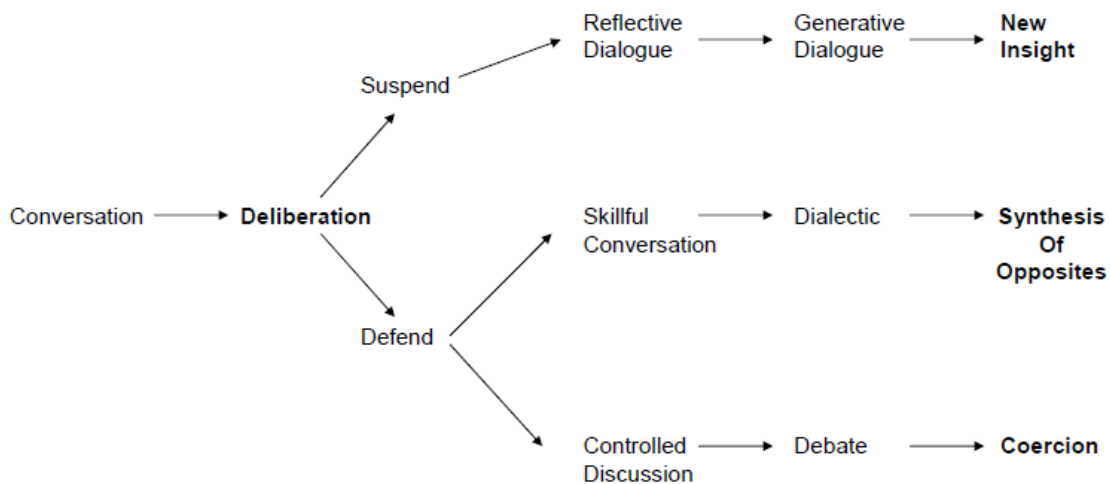 Reflective
Dialogue
Generative
Dialogue
New
Insight
Suspend
Conversation
Deliberation
Skillful
Conversation
Dialectic
Synthesis
Of
Opposites
Defend
Controlled
Discussion
Debate
Coercion